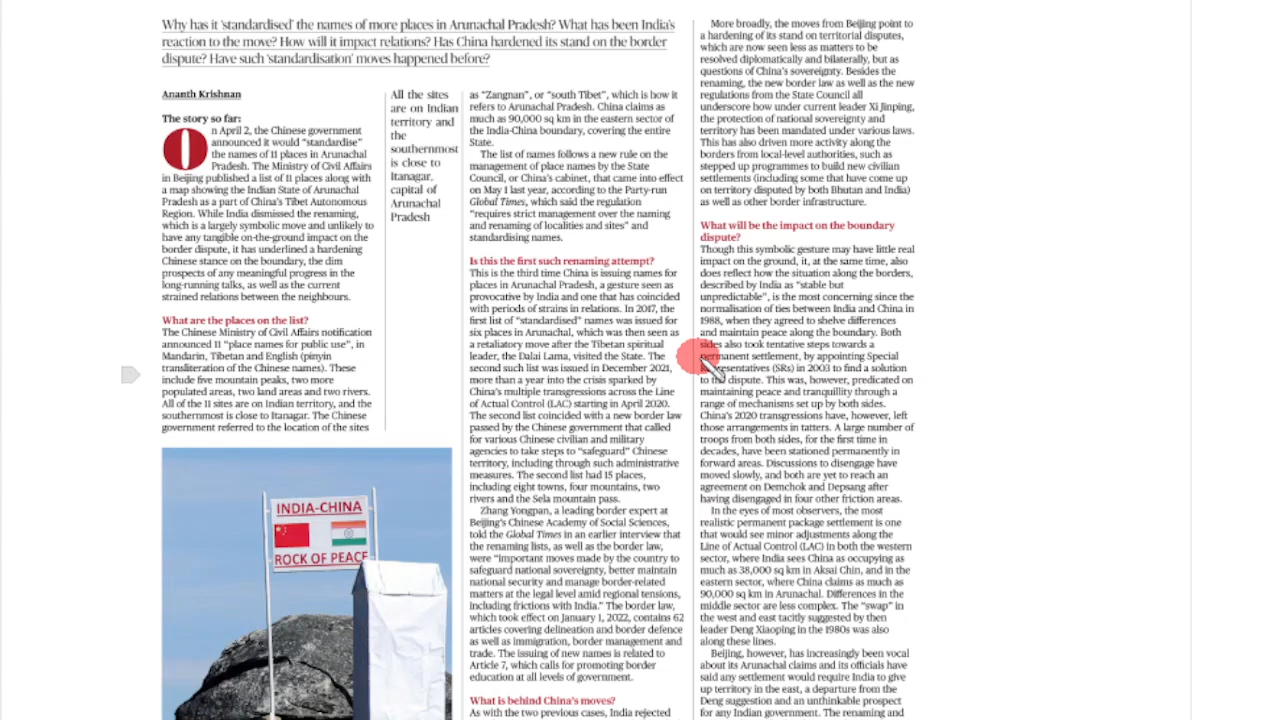 Why has it 'standardised' the names of more places in Arunachal Pradesh? What has been India's
reaction to the move? How will it impact relations? Has China hardened its stand on the border
dispute? Have such 'standardisation' moves happened before?
Ananth Krishnan
The story so far:
On April 2, the Chinese government
announced it would "standardise"
the names of 11 places in Arunachal
Pradesh. The Ministry of Civil Affairs
in Beijing published a list of 11 places along with
a map showing the Indian State of Arunachal
Pradesh as a part of China's Tibet Autonomous
Region. While India dismissed the renaming,
which is a largely symbolic move and unlikely to
have any tangible on-the-ground impact on the
border dispute, it has underlined a hardening
Chinese stance on the boundary, the dim
prospects of any meaningful progress in the
long-running talks, as well as the current
strained relations between the neighbours.
What are the places on the list?
The Chinese Ministry of Civil Affairs notification
announced 11 "place names for public use", in
Mandarin, Tibetan and English (pinyin
transliteration of the Chinese names). These
include five mountain peaks, two more
populated areas, two land areas and two rivers.
All of the 11 sites are on Indian territory, and the
southernmost is close to Itanagar. The Chinese
government referred to the location of the sites
All the sites
are on Indian
territory and
the
southernmost
is close to
Itanagar,
capital of
Arunachal
Pradesh
INDIA-CHINA
ROCK OF PEACE
as "Zangnan", or "south Tibet", which is how it
refers to Arunachal Pradesh. China claims as
much as 90,000 sq km in the eastern sector of
the India-China boundary, covering the entire
State.
The list of names follows a new rule on the
management of place names by the State
Council, or China's cabinet, that came into effect
on May 1 last year, according to the Party-run
Global Times, which said the regulation
"requires strict management over the naming
and renaming of localities and sites" and
standardising names.
Is this the first such renaming attempt?
This is the third time China is issuing names for
places in Arunachal Pradesh, a gesture seen as
provocative by India and one that has coincided
with periods of strains in relations. In 2017, the
first list of "standardised" names was issued for
six places in Arunachal, which was then seen as
a retaliatory move after the Tibetan spiritual
leader, the Dalai Lama, visited the State. The
second such list was issued in December 2021,
more than a year into the crisis sparked by
China's multiple transgressions across the Line
of Actual Control (LAC) starting in April 2020.
The second list coincided with a new border law
passed by the Chinese government that called
for various Chinese civilian and military
agencies to take steps to "safeguard" Chinese
territory, including through such administrative
measures. The second list had 15 places,
including eight towns, four mountains, two
rivers and the Sela mountain pass.
Zhang Yongpan, a leading border expert at
Beijing's Chinese Academy of Social Sciences,
told the Global Times in an earlier interview that
the renaming lists, as well as the border law,
were "important moves made by the country to
safeguard national sovereignty, better maintain
national security and manage border-related
matters at the legal level amid regional tensions,
including frictions with India." The border law,
which took effect on January 1, 2022, contains 62
articles covering delineation and border defence
as well as immigration, border management and
trade. The issuing of new names is related to
Article 7, which calls for promoting border
education at all levels of government.
What is behind China's moves?
As with the two previous cases, India rejected
More broadly, the moves from Beijing point to
a hardening of its stand on territorial disputes,
which are now seen less as matters to be
resolved diplomatically and bilaterally, but as
questions of China's sovereignty. Besides the
renaming, the new border law as well as the new
regulations from the State Council all
underscore how under current leader Xi Jinping,
the protection of national sovereignty and
territory has been mandated under various laws.
This has also driven more activity along the
borders from local-level authorities, such as
stepped up programmes to build new civilian
settlements (including some that have come up
on territory disputed by both Bhutan and India)
as well as other border infrastructure.
What will be the impact on the boundary
dispute?
Though this symbolic gesture may have little real
impact on the ground, it, at the same time, also
does reflect how the situation along the borders,
described by India as "stable but
unpredictable", is the most concerning since the
normalisation of ties between India and China in
1988, when they agreed to shelve differences
and maintain peace along the boundary. Both
sides also took tentative steps towards a
permanent settlement, by appointing Special
Representatives (SRs) in 2003 to find a solution
to the dispute. This was, however, predicated on
maintaining peace and tranquillity through a
range of mechanisms set up by both sides.
China's 2020 transgressions have, however, left
those arrangements in tatters. A large number of
troops from both sides, for the first time in
decades, have been stationed permanently in
forward areas. Discussions to disengage have
moved slowly, and both are yet to reach an
agreement on Demchok and Depsang after
having disengaged in four other friction areas.
In the eyes of most observers, the most
realistic permanent package settlement is one
that would see minor adjustments along the
Line of Actual Control (LAC) in both the western
sector, where India sees China as occupying as
much as 38,000 sq km in Aksai Chin, and in the
eastern sector, where China claims as much as
90,000 sq km in Arunachal. Differences in the
middle sector are less complex. The "swap" in
the west and east tacitly suggested by then
leader Deng Xiaoping in the 1980s was also
along these lines.
Beijing, however, has increasingly been vocal
about its Arunachal claims and its officials have
said any settlement would require India to give
up territory in the east, a departure from the
Deng suggestion and an unthinkable prospect
for any Indian government. The renaming and